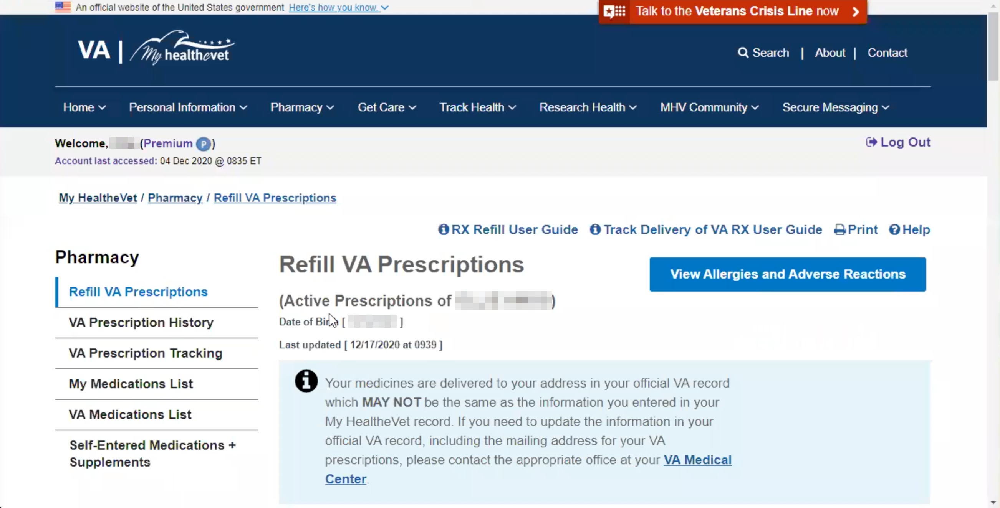 An official website of the United States government Here's how you know.
Talk to the Veterans Crisis Line now
VA | My healthevet
Search | About | Contact
Home Personal Information Pharmacy Get Care Track Health Research Health MHV Community Secure Messaging
Welcome, (Premium P)
Log Out
Account last accessed: 04 Dec 2020 @ 0835 ET
My HealtheVet / Pharmacy / Refill VA Prescriptions
RX Refill User Guide Track Delivery of VA RX User Guide Print Help
Pharmacy
Refill VA Prescriptions
VA Prescription History
VA Prescription Tracking
My Medications List
VA Medications List
Self-Entered Medications +
Supplements
Refill VA Prescriptions
View Allergies and Adverse Reactions
(Active Prescriptions of )
Date of Birth [ ]
Last updated [ 12/17/2020 at 0939 ]
Your medicines are delivered to your address in your official VA record
which MAY NOT be the same as the information you entered in your
My HealtheVet record. If you need to update the information in your
official VA record, including the mailing address for your VA
prescriptions, please contact the appropriate office at your VA Medical
Center.